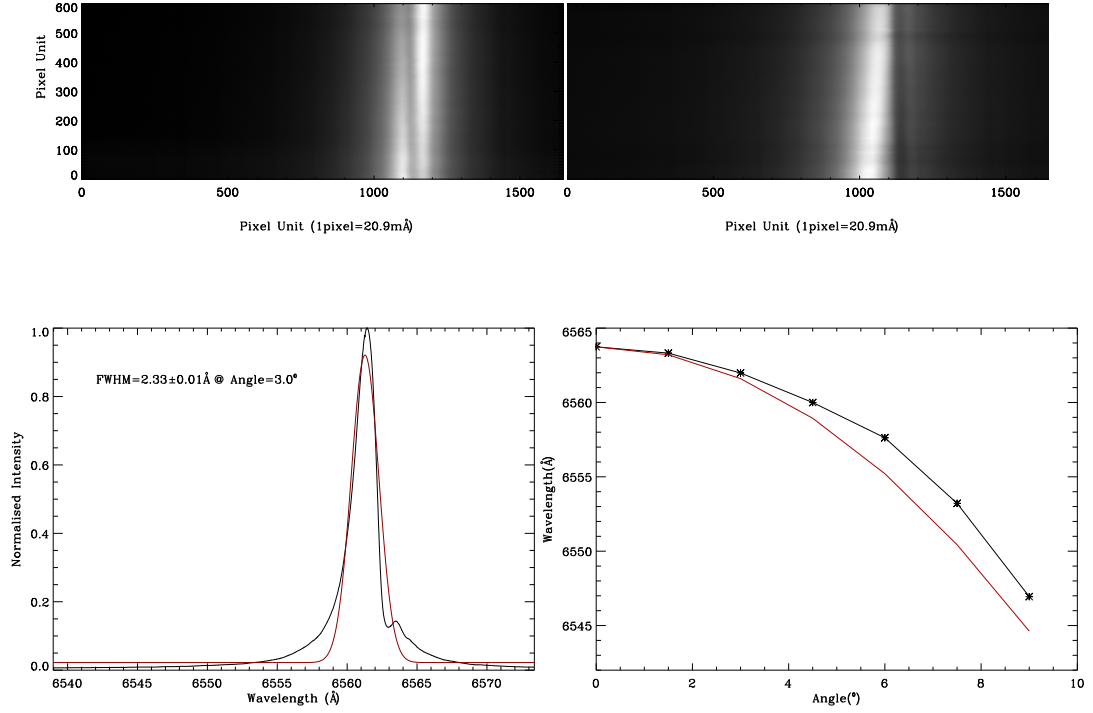 600
500
400
300
200
100
0
Pixel Unit
0 500 1000 1500
0 500 1000 1500
Pixel Unit (1pixel=20.9mÅ)
Pixel Unit (1pixel=20.9mÅ)
1.0
0.8
0.6
0.4
0.2
0.0
Normalised Intensity
FWHM=2.33±0.01Å @ Angle=3.0⁰
6540 6545 6550 6555 6560 6565 6570
Wavelength (Å)
6565
6560
6555
6550
6545
Wavelength(Å)
0 2 4 6 8 10
Angle(⁰)